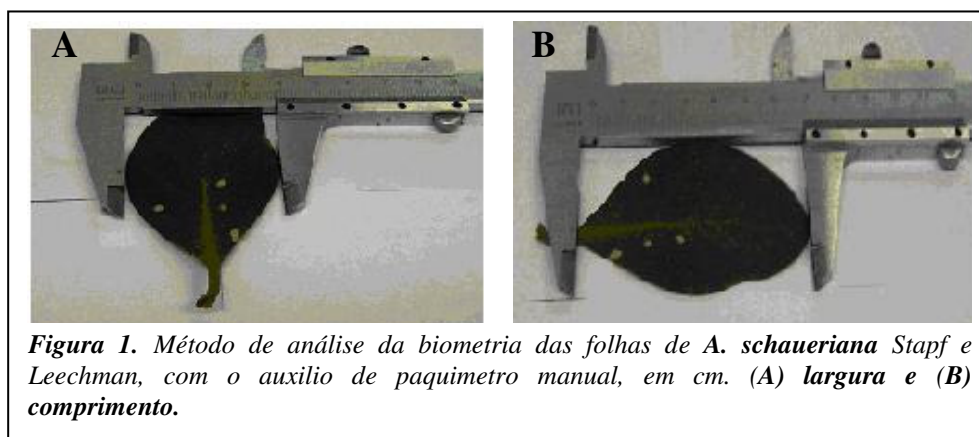 A
B
Figura 1. Método de análise da biometria das folhas de A. schaueriana Stapf e
Leechman, com o auxilio de paquimetro manual, em cm. (A) largura e (B)
comprimento.